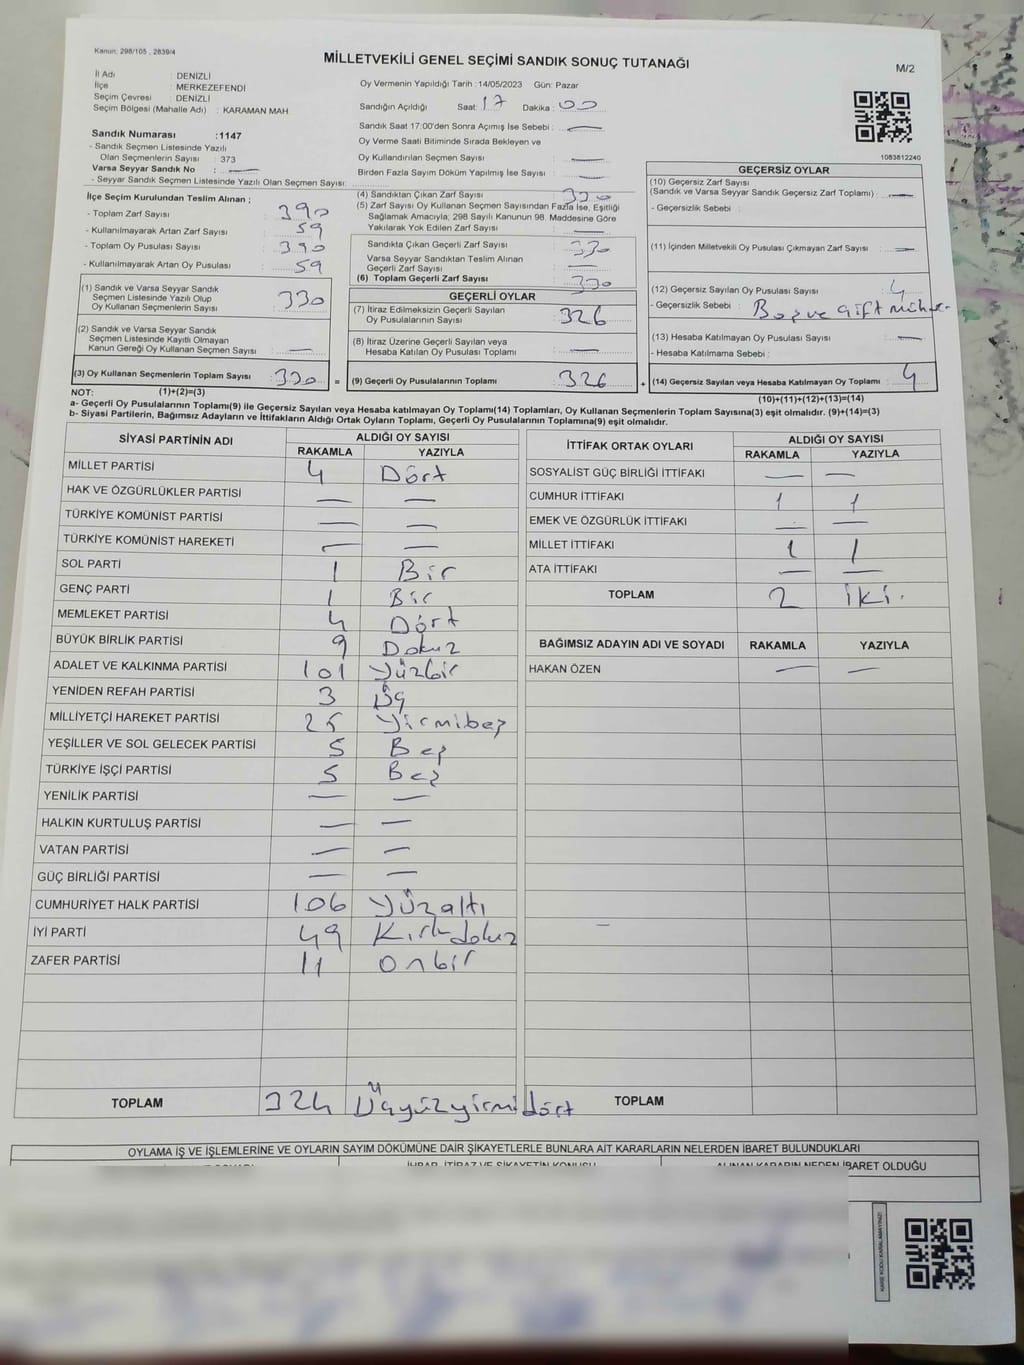 Kanun: 298/105 , 2839/4
MİLLETVEKİLİ GENEL SEÇİMİ SANDIK SONUÇ TUTANAĞI
M/2
İl Adı : DENİZLİ
İlçe : MERKEZEFENDİ
Seçim Çevresi : DENİZLİ
Seçim Bölgesi (Mahalle Adı) : KARAMAN MAH
Sandık Numarası :1147
- Sandık Seçmen Listesinde Yazılı
Olan Seçmenlerin Sayısı : 373
Varsa Seyyar Sandık No : —
- Seyyar Sandık Seçmen Listesinde Yazılı Olan Seçmen Sayısı:
Oy Vermenin Yapıldığı Tarih : 14/05/2023 Gün: Pazar
Sandığın Açıldığı Saat: 17 Dakika : 00
Sandık Saat 17:00'den Sonra Açımış İse Sebebi : —
Oy Verme Saati Bitiminde Sırada Bekleyen ve
Oy Kullandırılan Seçmen Sayısı : —
Birden Fazla Sayım Döküm Yapılmış İse Sayısı : —
1083812240
İlçe Seçim Kurulundan Teslim Alınan ;
- Toplam Zarf Sayısı : 390
- Kullanılmayarak Artan Zarf Sayısı : 59
- Toplam Oy Pusulası Sayısı : 390
- Kullanılmayarak Artan Oy Pusulası : 59
(1) Sandık ve Varsa Seyyar Sandık
Seçmen Listesinde Yazılı Olup
Oy Kullanan Seçmenlerin Sayısı : 330
(2) Sandık ve Varsa Seyyar Sandık
Seçmen Listesinde Kayıtlı Olmayan
Kanun Gereği Oy Kullanan Seçmen Sayısı : —
(3) Oy Kullanan Seçmenlerin Toplam Sayısı : 330
(1)+(2)=(3)
(4) Sandıktan Çıkan Zarf Sayısı : 330
(5) Zarf Sayısı Oy Kullanan Seçmen Sayısından Fazla İse, Eşitliği
Sağlamak Amacıyla, 298 Sayılı Kanunun 98. Maddesine Göre
Yakılarak Yok Edilen Zarf Sayısı : —
Sandıkta Çıkan Geçerli Zarf Sayısı : 330
Varsa Seyyar Sandıktan Teslim Alınan
Geçerli Zarf Sayısı : —
(6) Toplam Geçerli Zarf Sayısı : 330
GEÇERLİ OYLAR
(7) İtiraz Edilmeksizin Geçerli Sayılan
Oy Pusulalarının Sayısı : 326
(8) İtiraz Üzerine Geçerli Sayılan veya
Hesaba Katılan Oy Pusulası Toplamı : —
= (9) Geçerli Oy Pusulalarının Toplamı : 326
GEÇERSİZ OYLAR
(10) Geçersiz Zarf Sayısı
(Sandık ve Varsa Seyyar Sandık Geçersiz Zarf Toplamı) : —
- Geçersizlik Sebebi :
(11) İçinden Milletvekili Oy Pusulası Çıkmayan Zarf Sayısı : —
(12) Geçersiz Sayılan Oy Pusulası Sayısı : 4
- Geçersizlik Sebebi : Boş ve çift mühür
(13) Hesaba Katılmayan Oy Pusulası Sayısı : —
- Hesaba Katılmama Sebebi :
+ (14) Geçersiz Sayılan veya Hesaba Katılmayan Oy Toplamı : 4
(10)+(11)+(12)+(13)=(14)
NOT:
a- Geçerli Oy Pusulalarının Toplamı(9) ile Geçersiz Sayılan veya Hesaba katılmayan Oy Toplamı(14) Toplamları, Oy Kullanan Seçmenlerin Toplam Sayısına(3) eşit olmalıdır. (9)+(14)=(3)
b- Siyasi Partilerin, Bağımsız Adayların ve İttifakların Aldığı Ortak Oyların Toplamı, Geçerli Oy Pusulalarının Toplamına(9) eşit olmalıdır.
SİYASİ PARTİNİN ADI ALDIĞI OY SAYISI
RAKAMLA YAZIYLA
MİLLET PARTİSİ 4 Dört
HAK VE ÖZGÜRLÜKLER PARTİSİ — —
TÜRKİYE KOMÜNİST PARTİSİ — —
TÜRKİYE KOMÜNİST HAREKETİ — —
SOL PARTİ 1 Bir
GENÇ PARTİ 1 Bir
MEMLEKET PARTİSİ 4 Dört
BÜYÜK BİRLİK PARTİSİ 9 Dokuz
ADALET VE KALKINMA PARTİSİ 101 Yüzbir
YENİDEN REFAH PARTİSİ 3 Üç
MİLLİYETÇİ HAREKET PARTİSİ 25 Yirmibeş
YEŞİLLER VE SOL GELECEK PARTİSİ 5 Beş
TÜRKİYE İŞÇİ PARTİSİ 5 Beş
YENİLİK PARTİSİ — —
HALKIN KURTULUŞ PARTİSİ — —
VATAN PARTİSİ — —
GÜÇ BİRLİĞİ PARTİSİ — —
CUMHURİYET HALK PARTİSİ 106 Yüzaltı
İYİ PARTİ 49 Kırkdokuz
ZAFER PARTİSİ 11 Onbir
TOPLAM 324 Üçyüzyirmidört
İTTİFAK ORTAK OYLARI ALDIĞI OY SAYISI
RAKAMLA YAZIYLA
SOSYALİST GÜÇ BİRLİĞİ İTTİFAKI — —
CUMHUR İTTİFAKI 1 1
EMEK VE ÖZGÜRLÜK İTTİFAKI — —
MİLLET İTTİFAKI 1 1
ATA İTTİFAKI — —
TOPLAM 2 iki.
BAĞIMSIZ ADAYIN ADI VE SOYADI RAKAMLA YAZIYLA
HAKAN ÖZEN — —
TOPLAM
OYLAMA İŞ VE İŞLEMLERİNE VE OYLARIN SAYIM DÖKÜMÜNE DAİR ŞİKAYETLERLE BUNLARA AİT KARARLARIN NELERDEN İBARET BULUNDUKLARI
İHBAR, İTİRAZ VE ŞİKAYETİN KONUSU ALINAN KARARIN NEDEN İBARET OLDUĞU